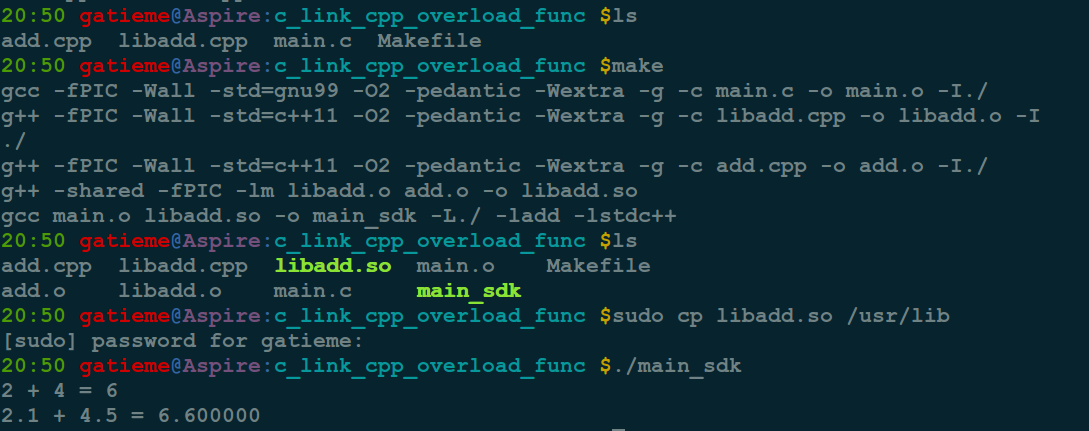 20:50 gatieme@Aspire:c_link_cpp_overload_func $ls
add.cpp  libadd.cpp  main.c  Makefile
20:50 gatieme@Aspire:c_link_cpp_overload_func $make
gcc -fPIC -Wall -std=gnu99 -O2 -pedantic -Wextra -g -c main.c -o main.o -I./
g++ -fPIC -Wall -std=c++11 -O2 -pedantic -Wextra -g -c libadd.cpp -o libadd.o -I
./
g++ -fPIC -Wall -std=c++11 -O2 -pedantic -Wextra -g -c add.cpp -o add.o -I./
g++ -shared -fPIC -lm libadd.o add.o -o libadd.so
gcc main.o libadd.so -o main_sdk -L./ -ladd -lstdc++
20:50 gatieme@Aspire:c_link_cpp_overload_func $ls
add.cpp  libadd.cpp  libadd.so  main.o    Makefile
add.o    libadd.o    main.c     main_sdk
20:50 gatieme@Aspire:c_link_cpp_overload_func $sudo cp libadd.so /usr/lib
[sudo] password for gatieme:
20:50 gatieme@Aspire:c_link_cpp_overload_func $./main_sdk
2 + 4 = 6
2.1 + 4.5 = 6.600000